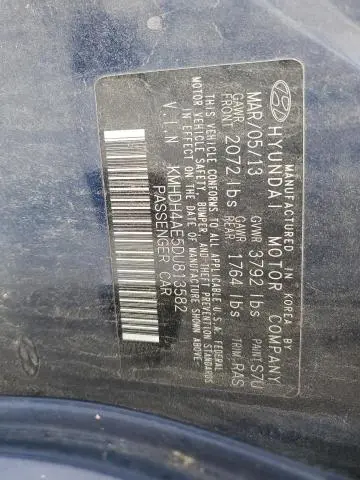 MANUFACTURED IN KOREA BY
HYUNDAI MOTOR COMPANY
MAR/05/13 GAWR 3792 lbs PAINT:S7U
GAWR FRONT 2072 lbs GAWR REAR 1764 lbs TRIM:RAS
THIS VEHICLE CONFORMS TO ALL APPLICABLE U.S.A. FEDERAL
MOTOR VEHICLE SAFETY, BUMPER, AND THEFT PREVENTION STANDARDS
IN EFFECT ON THE DATE OF MANUFACTURE SHOWN ABOVE.
V.I.N KMHDH4AE5DU813582
PASSENGER CAR